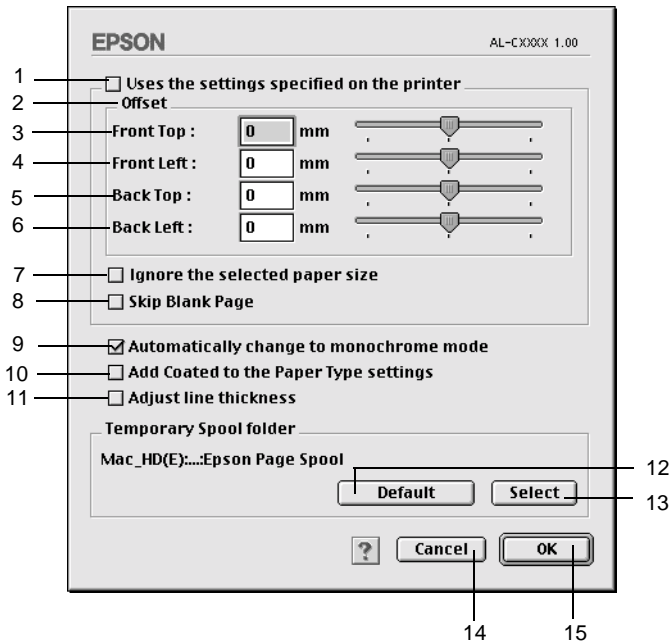 EPSON AL-CXXXX 1.00
1 Uses the settings specified on the printer
2 Offset
3 Front Top : 0 mm
4 Front Left : 0 mm
5 Back Top : 0 mm
6 Back Left : 0 mm
7 Ignore the selected paper size
8 Skip Blank Page
9 Automatically change to monochrome mode
10 Add Coated to the Paper Type settings
11 Adjust line thickness
Temporary Spool folder
Mac_HD(E):...:Epson Page Spool
12
Default Select 13
? Cancel OK
14 15